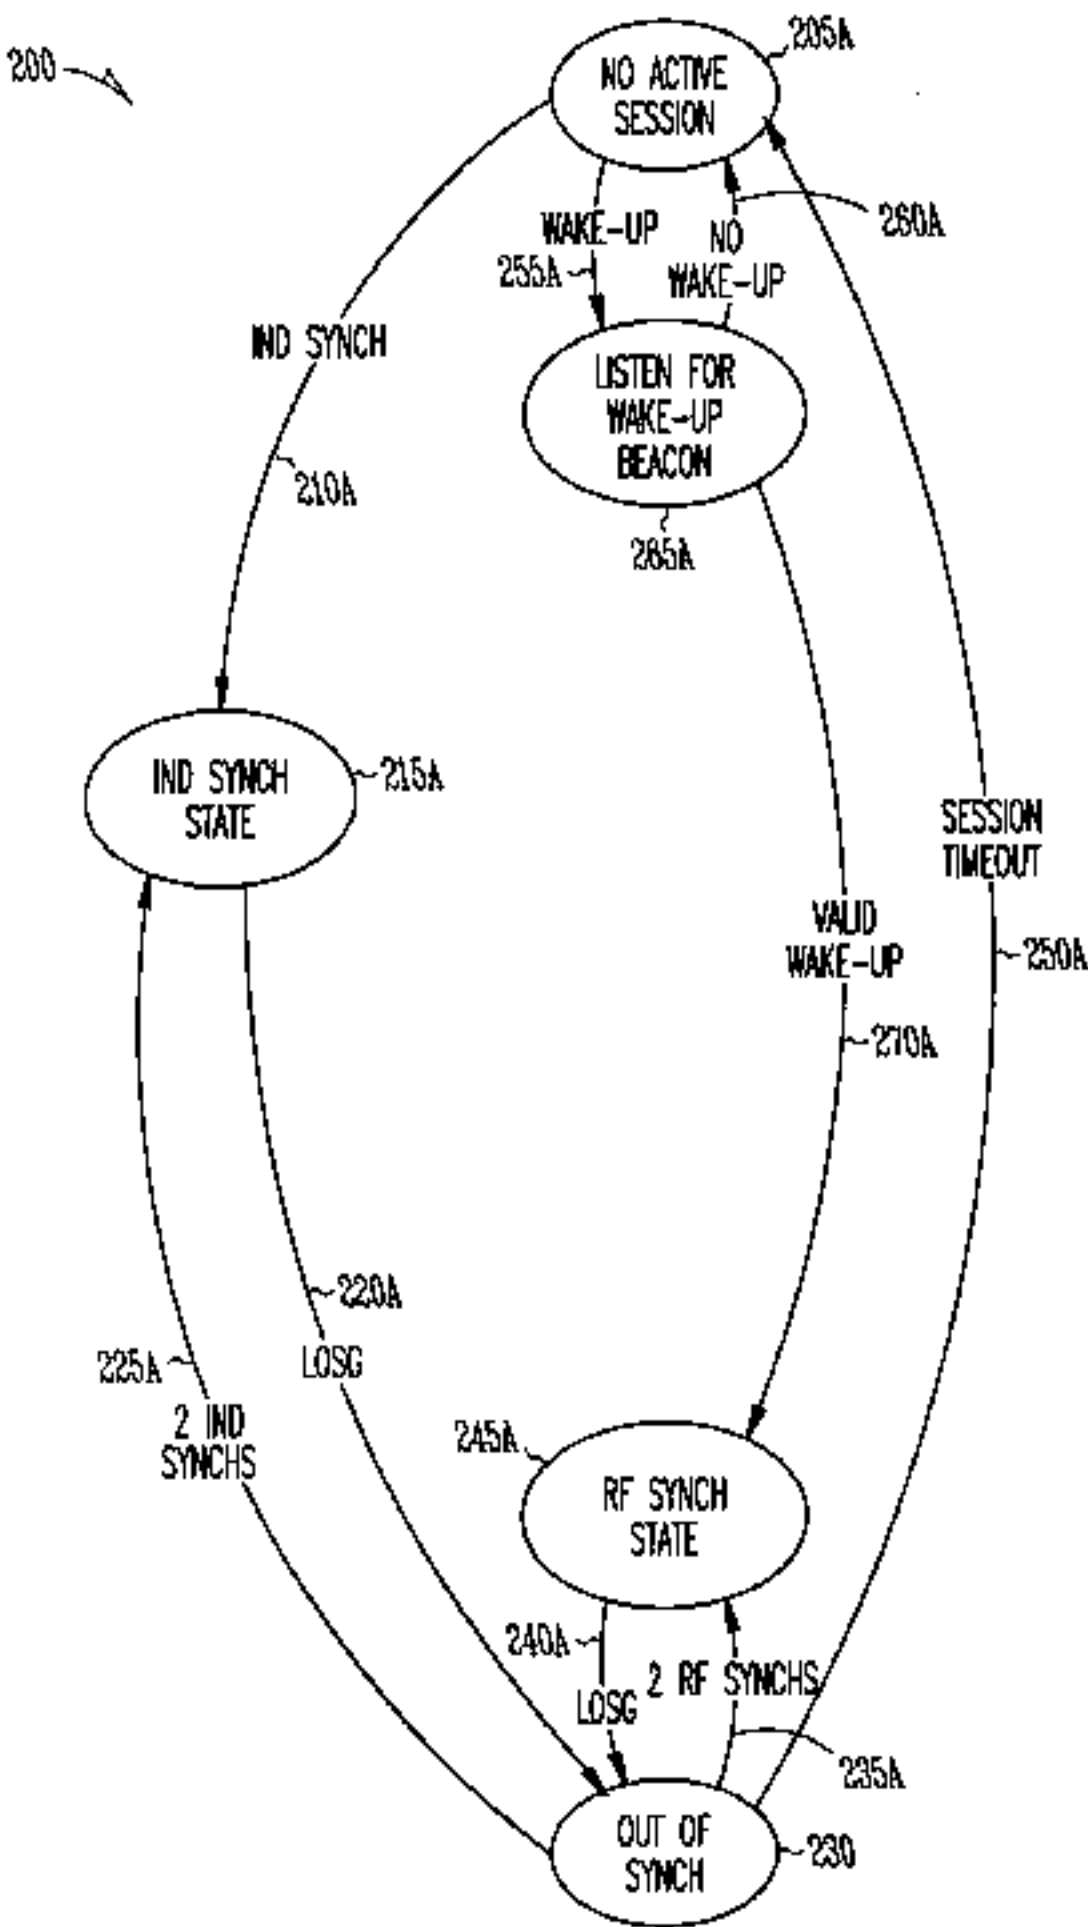 200
205A
NO ACTIVE
SESSION
WAKE-UP
255A
NO
WAKE-UP
260A
IND SYNCH
210A
LISTEN FOR
WAKE-UP
BEACON
265A
IND SYNCH
STATE
215A
SESSION
TIMEOUT
250A
VALID
WAKE-UP
270A
220A
LOSG
225A
2 IND
SYNCHS
245A
RF SYNCH
STATE
240A
LOSG
2 RF SYNCHS
235A
OUT OF
SYNCH
230